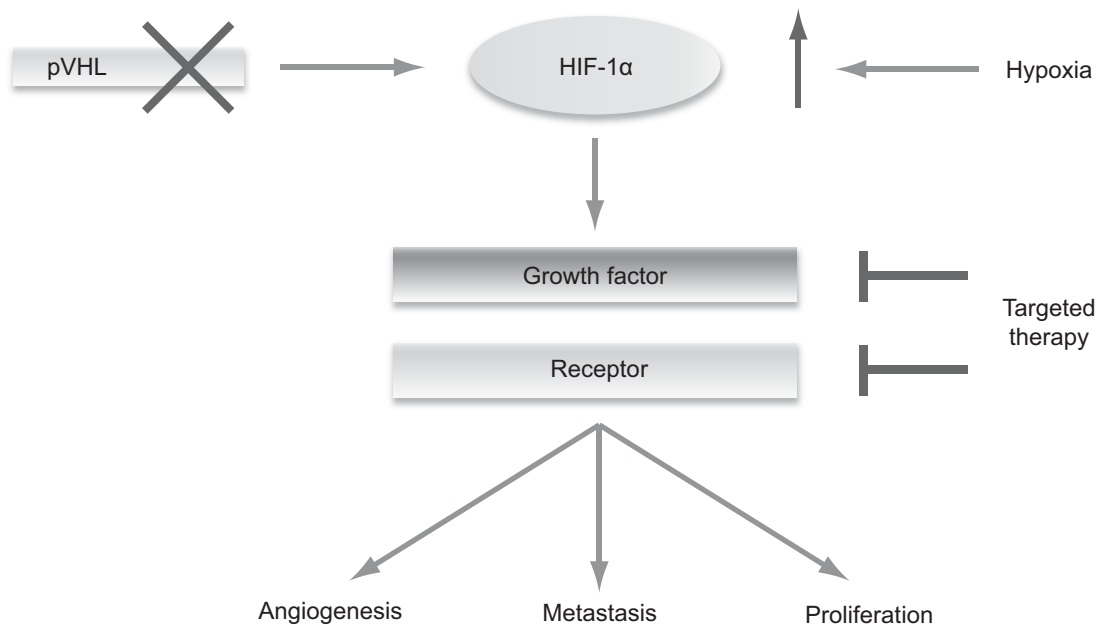 pVHL
HIF-1α
Hypoxia
Growth factor
Targeted
therapy
Receptor
Angiogenesis
Metastasis
Proliferation